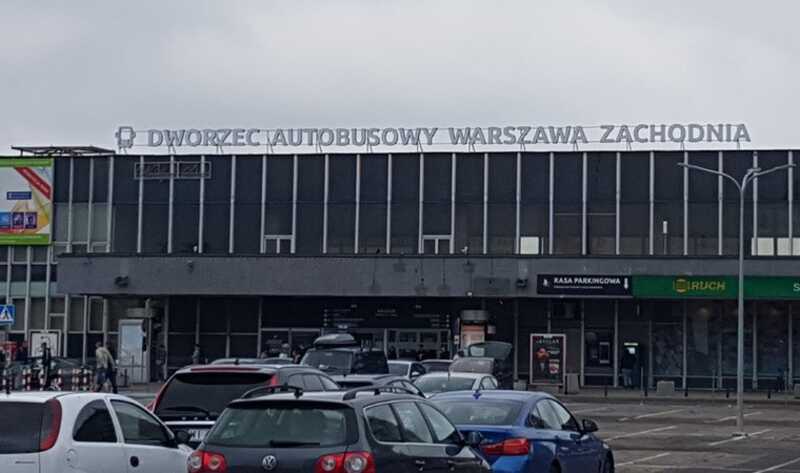 DWORZEC AUTOBUSOWY WARSZAWA ZACHODNIA
KASA PARKINGOWA
RUCH